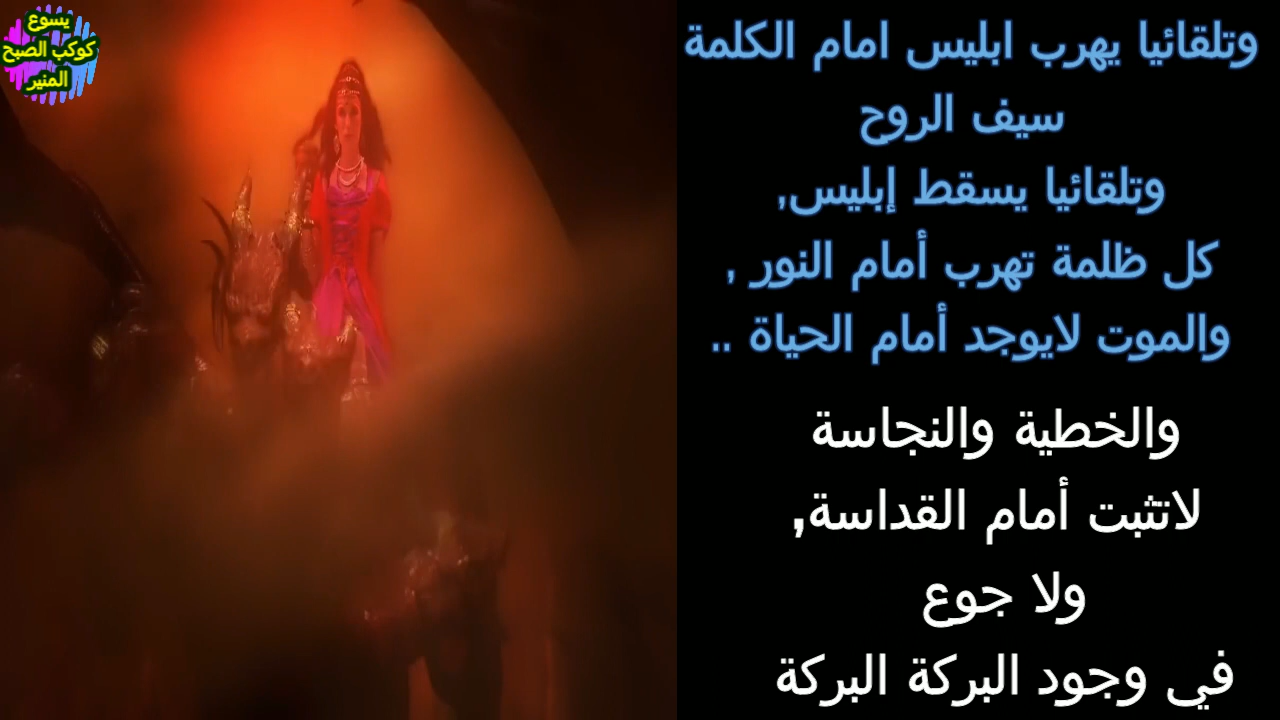 يسوع
كوكب الصبح
المنير
وتلقائيا يهرب ابليس امام الكلمة
سيف الروح
وتلقائيا يسقط إبليس,
كل ظلمة تهرب أمام النور ,
والموت لايوجد أمام الحياة ..
والخطية والنجاسة
لاتثبت أمام القداسة,
ولا جوع
في وجود البركة البركة